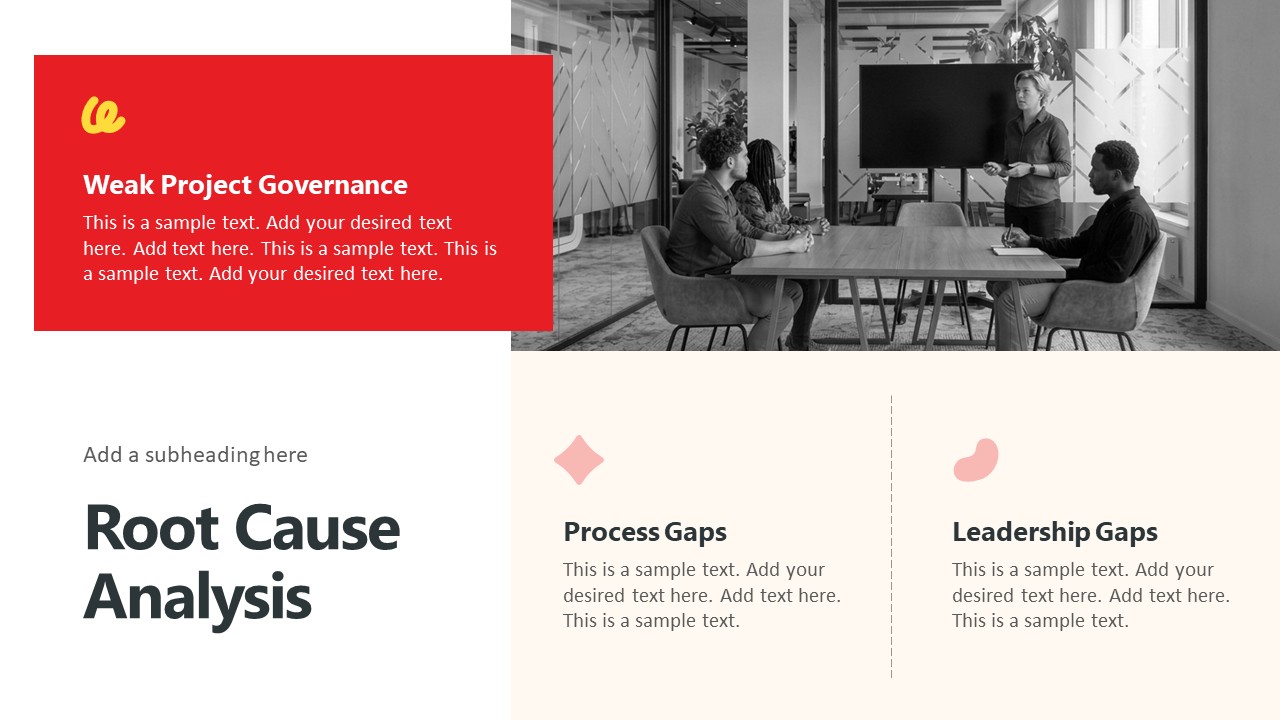 Weak Project Governance
This is a sample text. Add your desired text
here. Add text here. This is a sample text. This is
a sample text. Add your desired text here.
Add a subheading here
Root Cause
Analysis
Process Gaps
This is a sample text. Add your
desired text here. Add text here.
This is a sample text.
Leadership Gaps
This is a sample text. Add your
desired text here. Add text here.
This is a sample text.